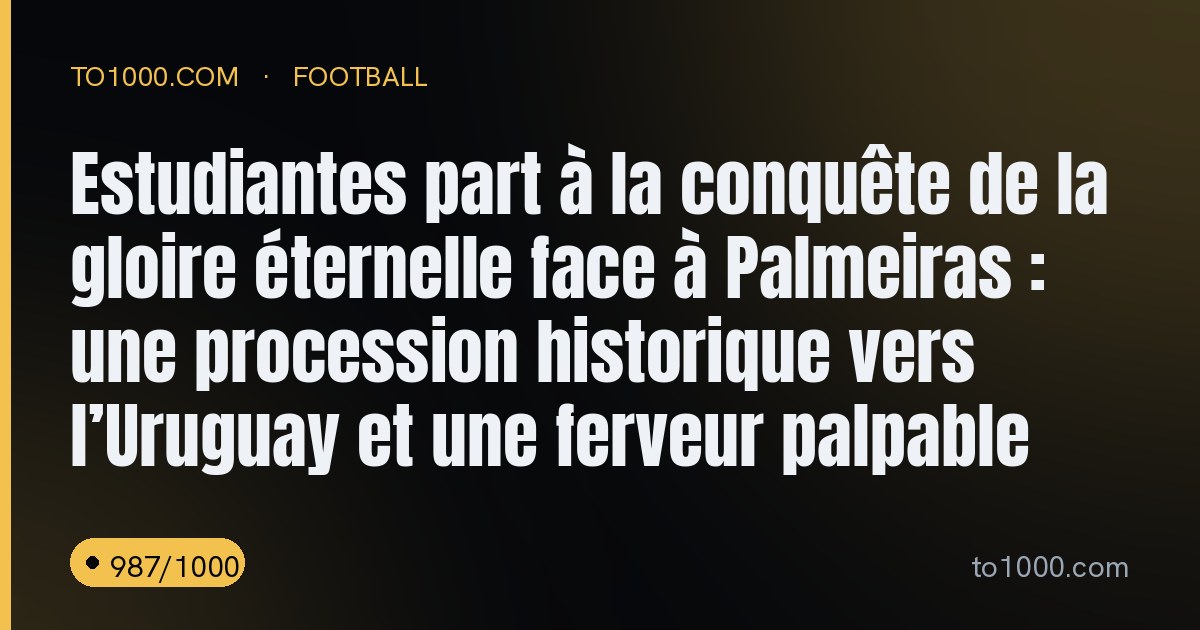 TO1000.COM · FOOTBALL
Estudiantes part à la conquête de la
gloire éternelle face à Palmeiras :
une procession historique vers
l’Uruguay et une ferveur palpable
987/1000
to1000.com